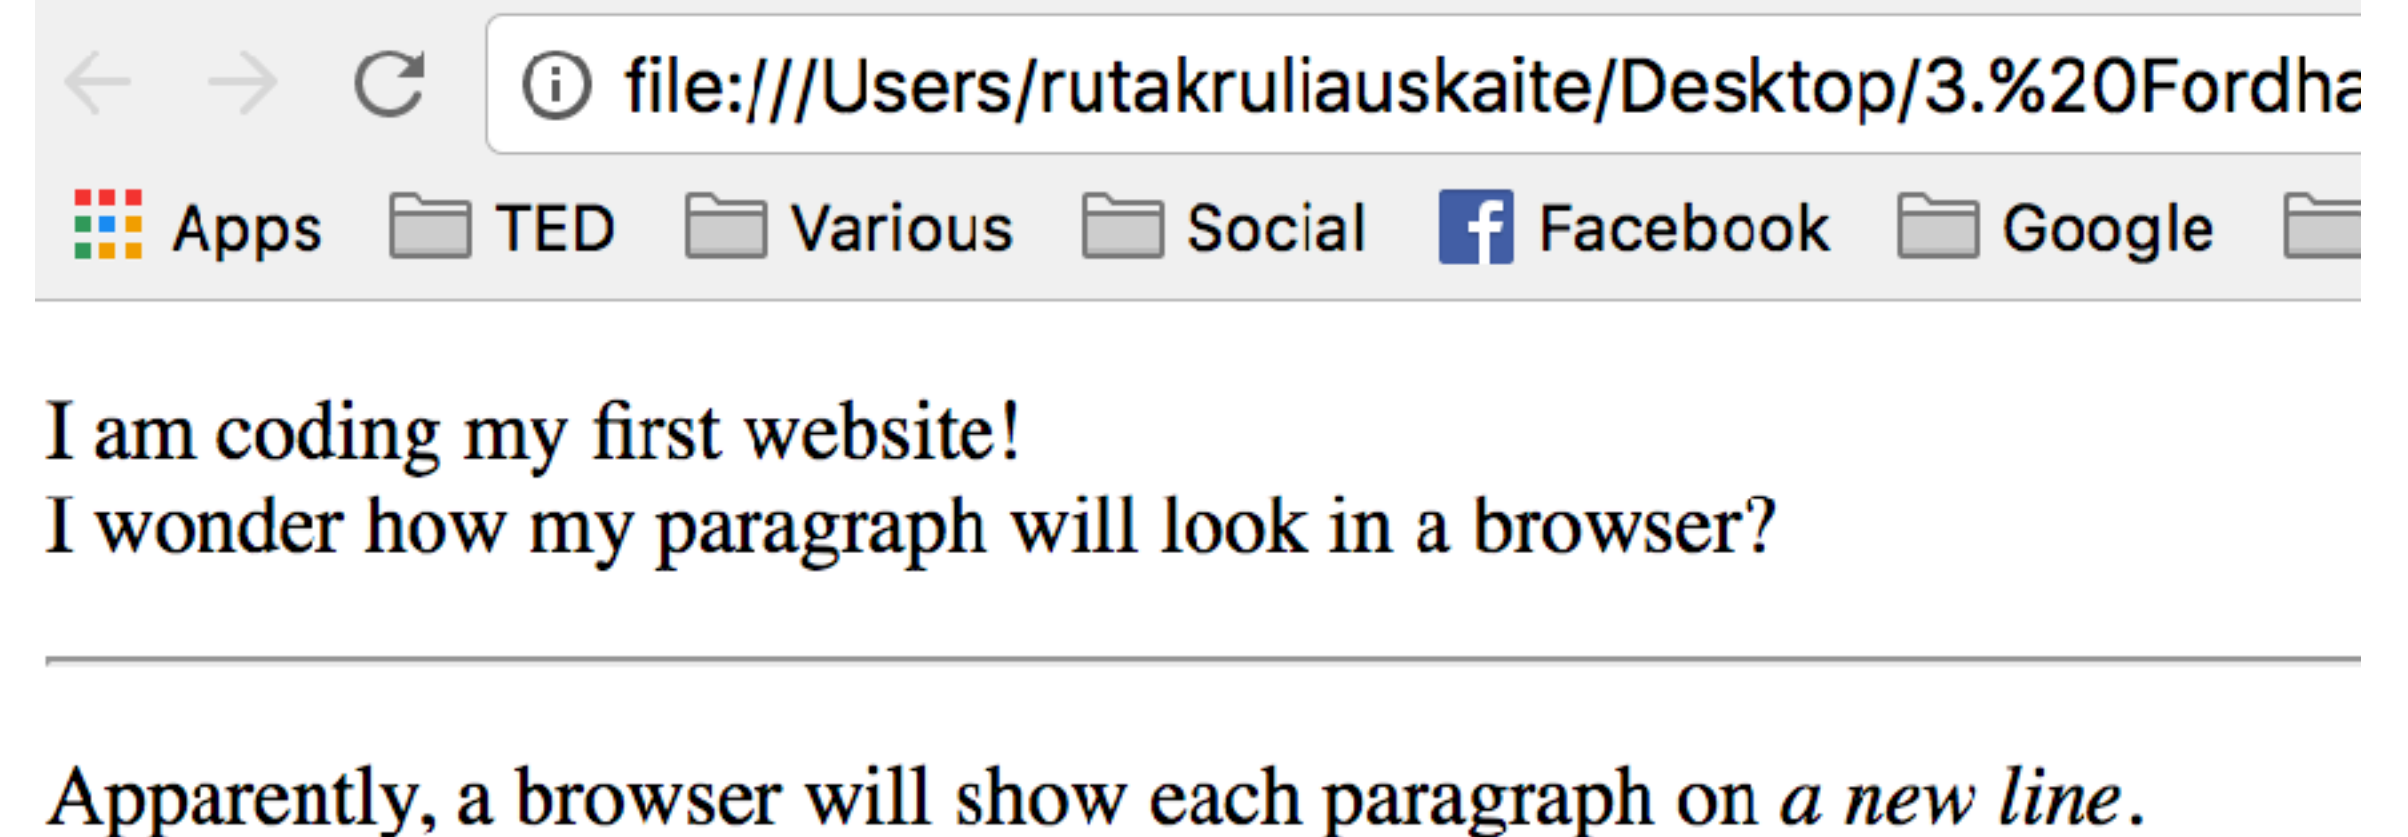 file:///Users/rutakruliauskaite/Desktop/3.%20Fordha
Apps TED Various Social Facebook Google
I am coding my first website!
I wonder how my paragraph will look in a browser?
Apparently, a browser will show each paragraph on a new line.